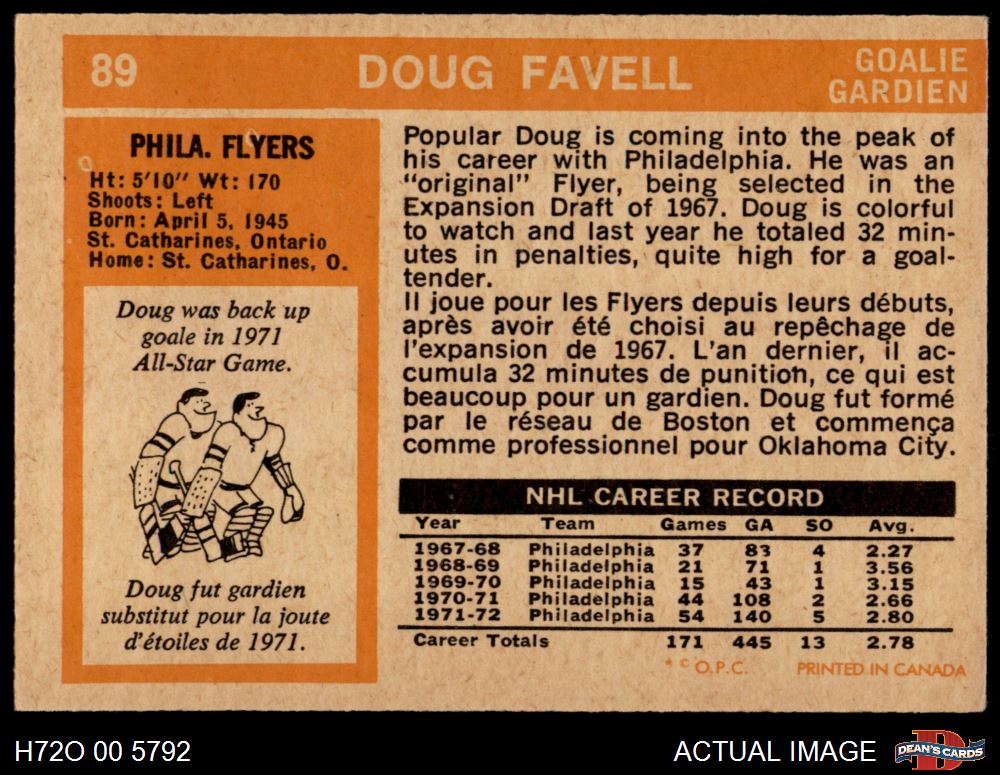 89
DOUG FAVELL
GOALIE
GARDIEN
PHILA. FLYERS
Ht: 5'10'' Wt: 170
Shoots: Left
Born: April 5, 1945
St. Catharines, Ontario
Home: St. Catharines, O.
Doug was back up
goale in 1971
All-Star Game.
Doug fut gardien
substitut pour la joute
d'étoiles de 1971.
Popular Doug is coming into the peak of
his career with Philadelphia. He was an
"original" Flyer, being selected in the
Expansion Draft of 1967. Doug is colorful
to watch and last year he totaled 32 min-
utes in penalties, quite high for a goal-
tender.
Il joue pour les Flyers depuis leurs débuts,
après avoir été choisi au repêchage de
l'expansion de 1967. L'an dernier, il ac-
cumula 32 minutes de punition, ce qui est
beaucoup pour un gardien. Doug fut formé
par le réseau de Boston et commença
comme professionnel pour Oklahoma City.
NHL CAREER RECORD
Year Team Games GA SO Avg.
1967-68 Philadelphia 37 83 4 2.27
1968-69 Philadelphia 21 71 1 3.56
1969-70 Philadelphia 15 43 1 3.15
1970-71 Philadelphia 44 108 2 2.66
1971-72 Philadelphia 54 140 5 2.80
Career Totals 171 445 13 2.78
* © O.P.C. PRINTED IN CANADA
H72O 00 5792
ACTUAL IMAGE
DEAN'S CARDS